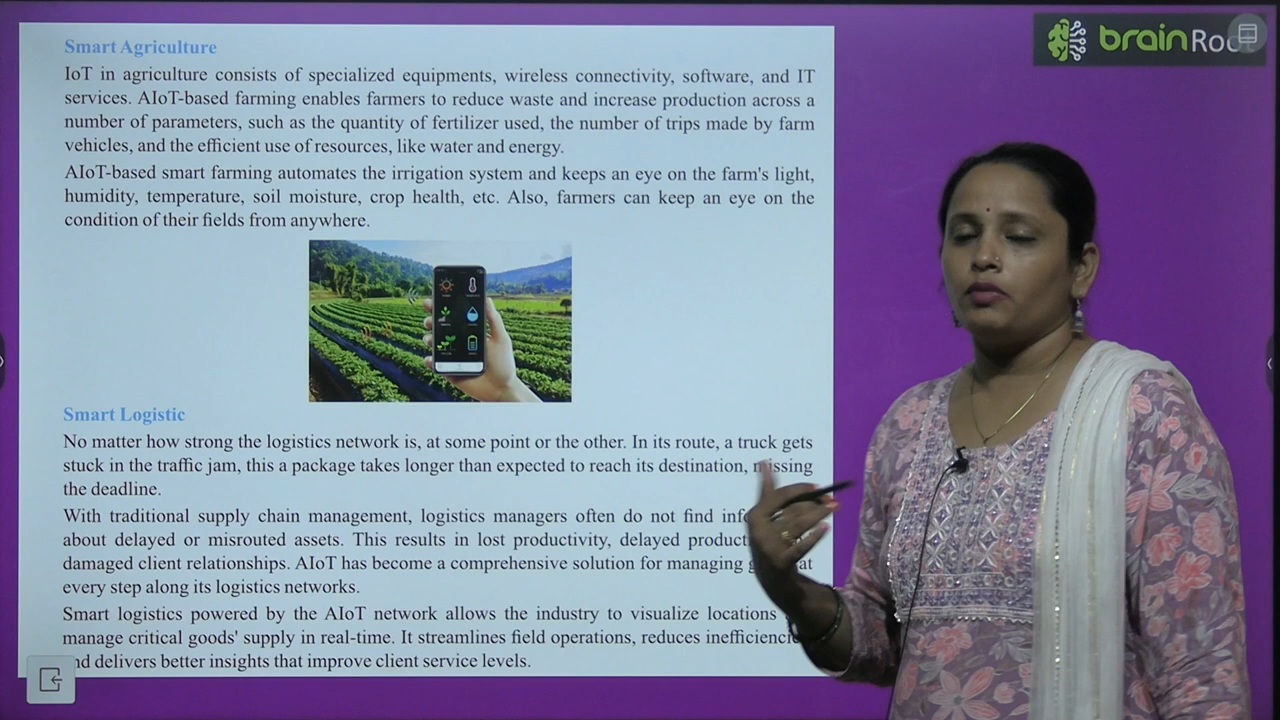 Smart Agriculture
IoT in agriculture consists of specialized equipments, wireless connectivity, software, and IT
services. AIoT-based farming enables farmers to reduce waste and increase production across a
number of parameters, such as the quantity of fertilizer used, the number of trips made by farm
vehicles, and the efficient use of resources, like water and energy.
AIoT-based smart farming automates the irrigation system and keeps an eye on the farm's light,
humidity, temperature, soil moisture, crop health, etc. Also, farmers can keep an eye on the
condition of their fields from anywhere.
Smart Logistic
No matter how strong the logistics network is, at some point or the other. In its route, a truck gets
stuck in the traffic jam, this a package takes longer than expected to reach its destination, missing
the deadline.
With traditional supply chain management, logistics managers often do not find
about delayed or misrouted assets. This results in lost productivity, delayed
damaged client relationships. AIoT has become a comprehensive solution for managing at
every step along its logistics networks.
Smart logistics powered by the AIoT network allows the industry to visualize locations
manage critical goods' supply in real-time. It streamlines field operations, reduces
and delivers better insights that improve client service levels.
brain